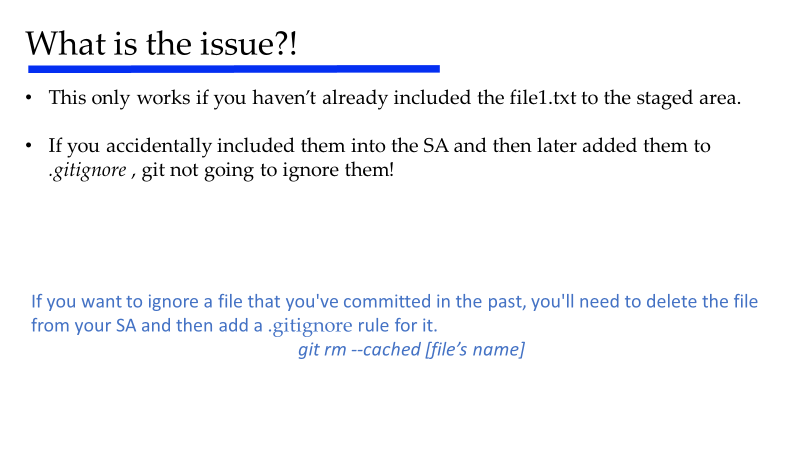 What is the issue?!
• This only works if you haven’t already included the file1.txt to the staged area.
• If you accidentally included them into the SA and then later added them to
.gitignore , git not going to ignore them!
If you want to ignore a file that you've committed in the past, you'll need to delete the file
from your SA and then add a .gitignore rule for it.
git rm --cached [file’s name]